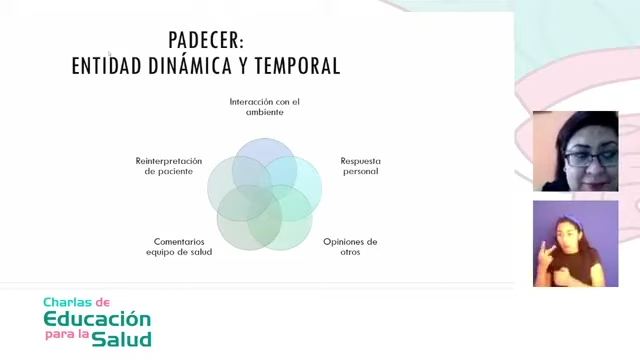 PADECER:
ENTIDAD DINÁMICA Y TEMPORAL
Interacción con el
ambiente
Reinterpretación
de paciente
Respuesta
personal
Comentarios
equipo de salud
Opiniones de
otros
Charlas de
Educación
para la Salud